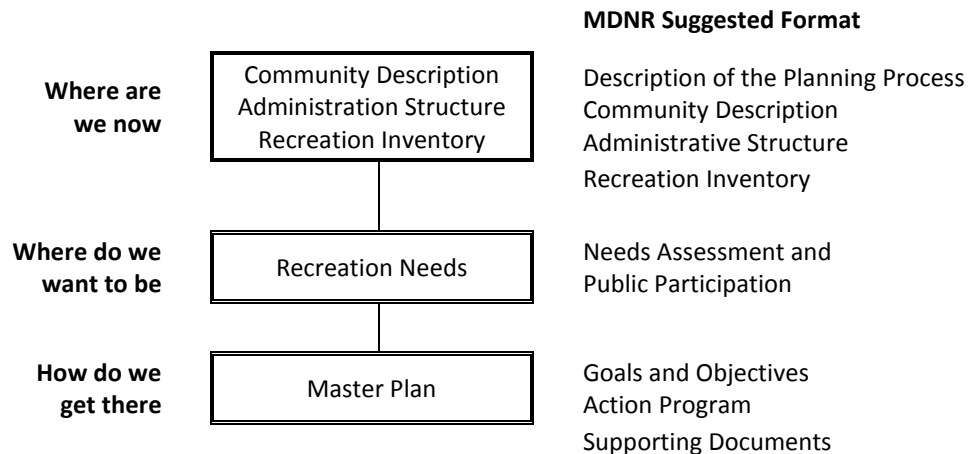 MDNR Suggested Format
Where are
we now
Community Description
Administration Structure
Recreation Inventory
Description of the Planning Process
Community Description
Administrative Structure
Recreation Inventory
Where do we
want to be
Recreation Needs
Needs Assessment and
Public Participation
How do we
get there
Master Plan
Goals and Objectives
Action Program
Supporting Documents